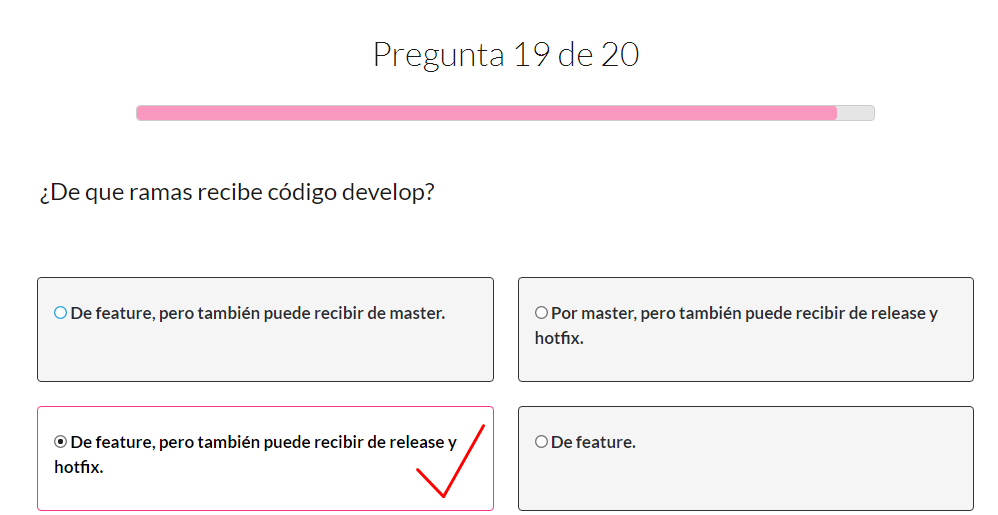 Pregunta 19 de 20
¿De que ramas recibe código develop?
De feature, pero también puede recibir de master.
Por master, pero también puede recibir de release y
hotfix.
De feature, pero también puede recibir de release y
hotfix.
De feature.